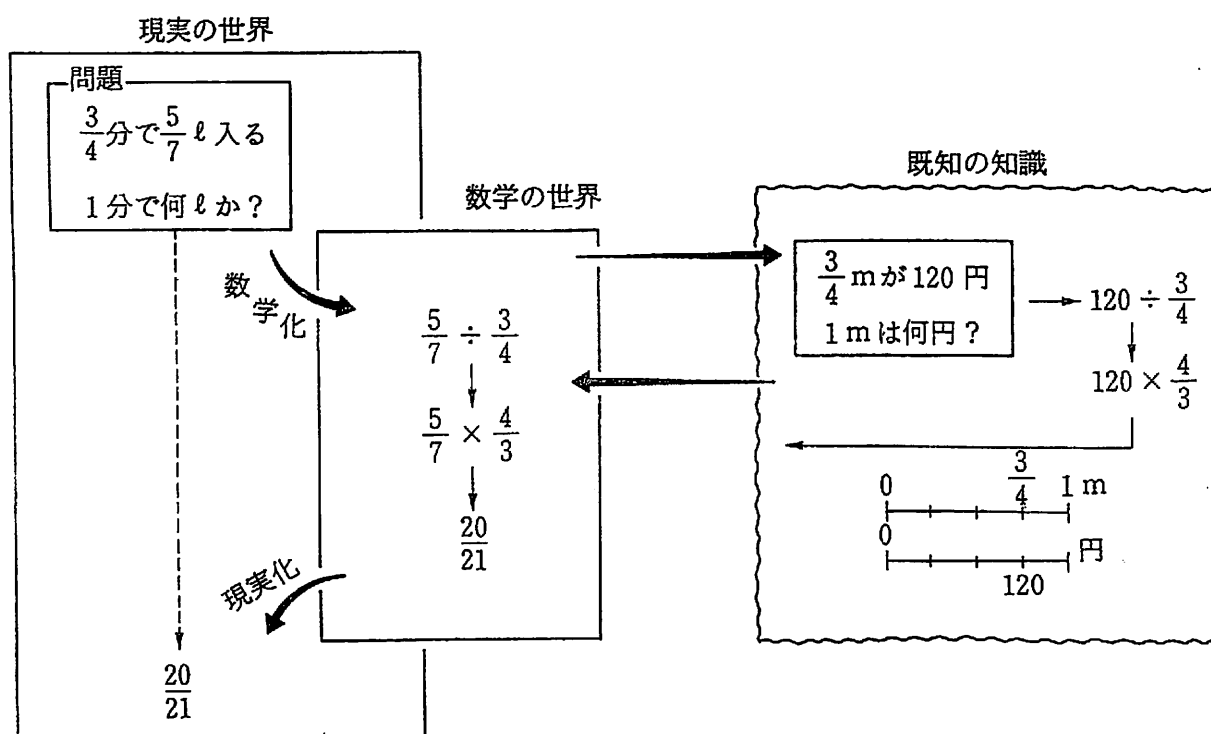 現実の世界
問題
3/4分で5/7ℓ入る
1分で何ℓか?
数学化
数学の世界
5/7 ÷ 3/4
5/7 × 4/3
20/21
現実化
20/21
既知の知識
3/4 mが120円
1mは何円?
120 ÷ 3/4
120 × 4/3
0 3/4 1 m
0 円
120